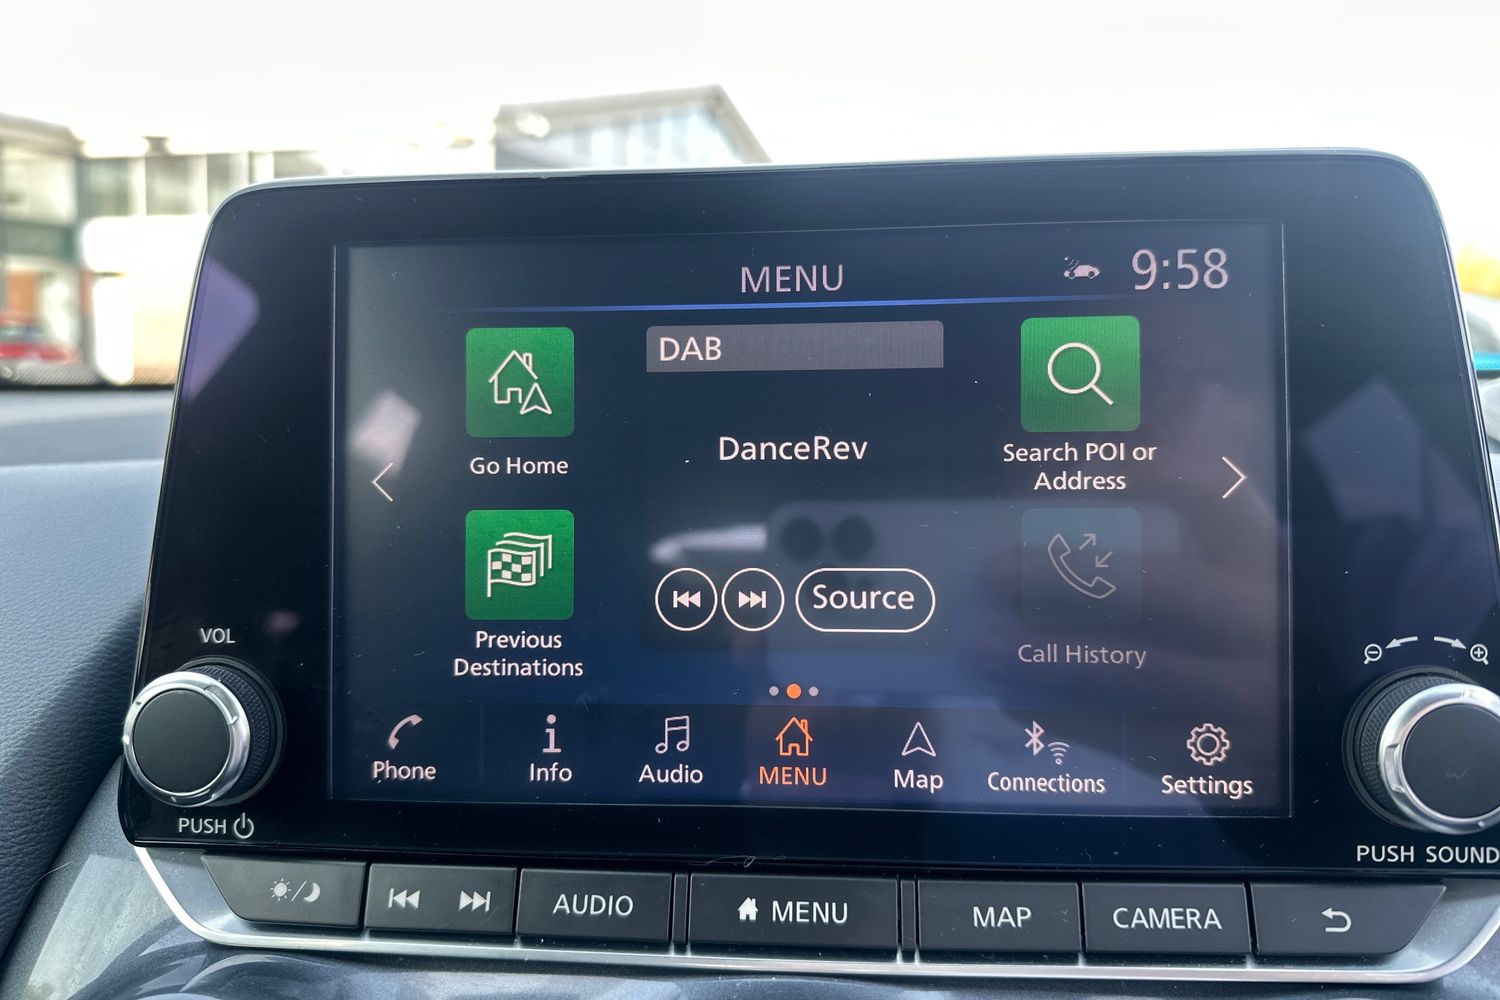 MENU
9:58
DAB
DanceRev
Go Home
Search POI or
Address
Previous
Destinations
Source
Call History
Phone
Info
Audio
MENU
Map
Connections
Settings
VOL
PUSH
PUSH SOUND
AUDIO
MENU
MAP
CAMERA